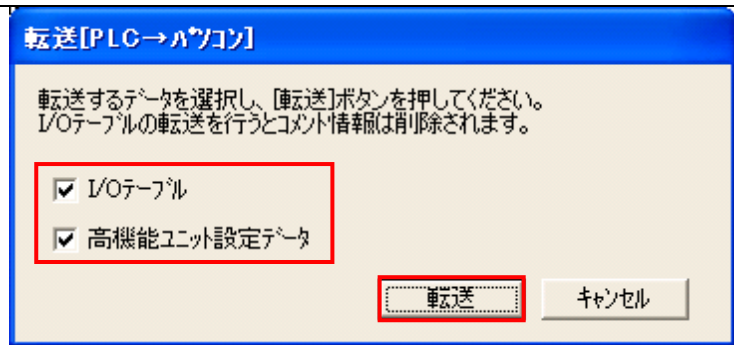 転送[PLC→パソコン]
転送するデータを選択し、[転送]ボタンを押してください。
I/Oテーブルの転送を行うとコメント情報は削除されます。
I/Oテーブル
高機能ユニット設定データ
転送
キャンセル